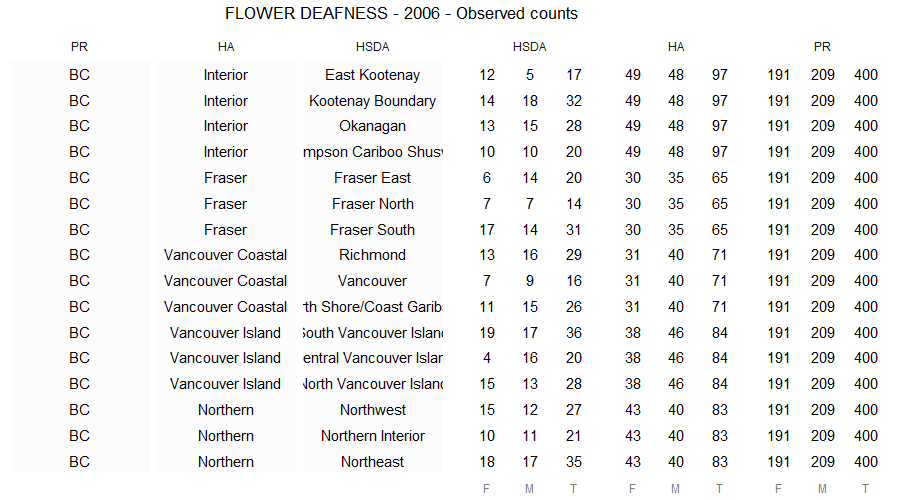 FLOWER DEAFNESS - 2006 - Observed counts
PR HA HSDA HSDA HA PR
BC Interior East Kootenay 12 5 17 49 48 97 191 209 400
BC Interior Kootenay Boundary 14 18 32 49 48 97 191 209 400
BC Interior Okanagan 13 15 28 49 48 97 191 209 400
BC Interior mpson Cariboo Shusw 10 10 20 49 48 97 191 209 400
BC Fraser Fraser East 6 14 20 30 35 65 191 209 400
BC Fraser Fraser North 7 7 14 30 35 65 191 209 400
BC Fraser Fraser South 17 14 31 30 35 65 191 209 400
BC Vancouver Coastal Richmond 13 16 29 31 40 71 191 209 400
BC Vancouver Coastal Vancouver 7 9 16 31 40 71 191 209 400
BC Vancouver Coastal rth Shore/Coast Garib 11 15 26 31 40 71 191 209 400
BC Vancouver Island South Vancouver Island 19 17 36 38 46 84 191 209 400
BC Vancouver Island entral Vancouver Islan 4 16 20 38 46 84 191 209 400
BC Vancouver Island North Vancouver Island 15 13 28 38 46 84 191 209 400
BC Northern Northwest 15 12 27 43 40 83 191 209 400
BC Northern Northern Interior 10 11 21 43 40 83 191 209 400
BC Northern Northeast 18 17 35 43 40 83 191 209 400
F M T F M T F M T